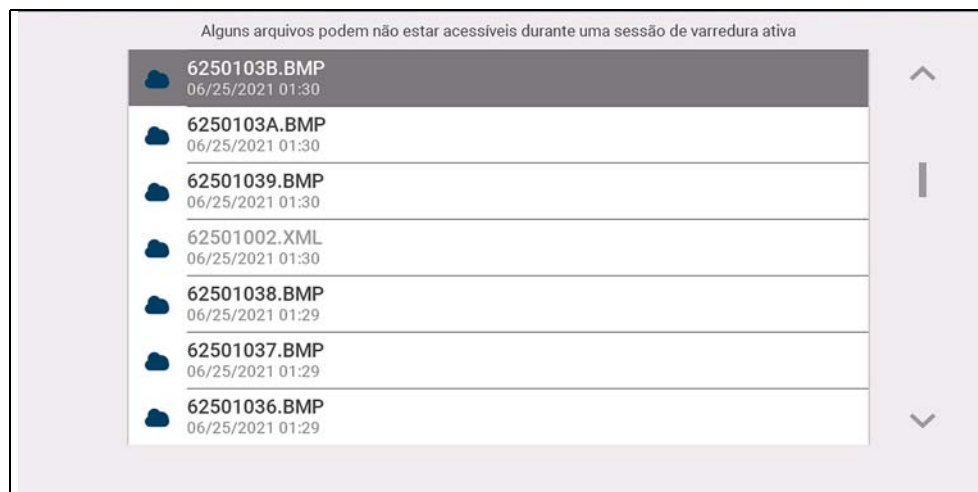 Alguns arquivos podem não estar acessíveis durante uma sessão de varredura ativa
6250103B.BMP
06/25/2021 01:30
6250103A.BMP
06/25/2021 01:30
62501039.BMP
06/25/2021 01:30
62501002.XML
06/25/2021 01:30
62501038.BMP
06/25/2021 01:29
62501037.BMP
06/25/2021 01:29
62501036.BMP
06/25/2021 01:29